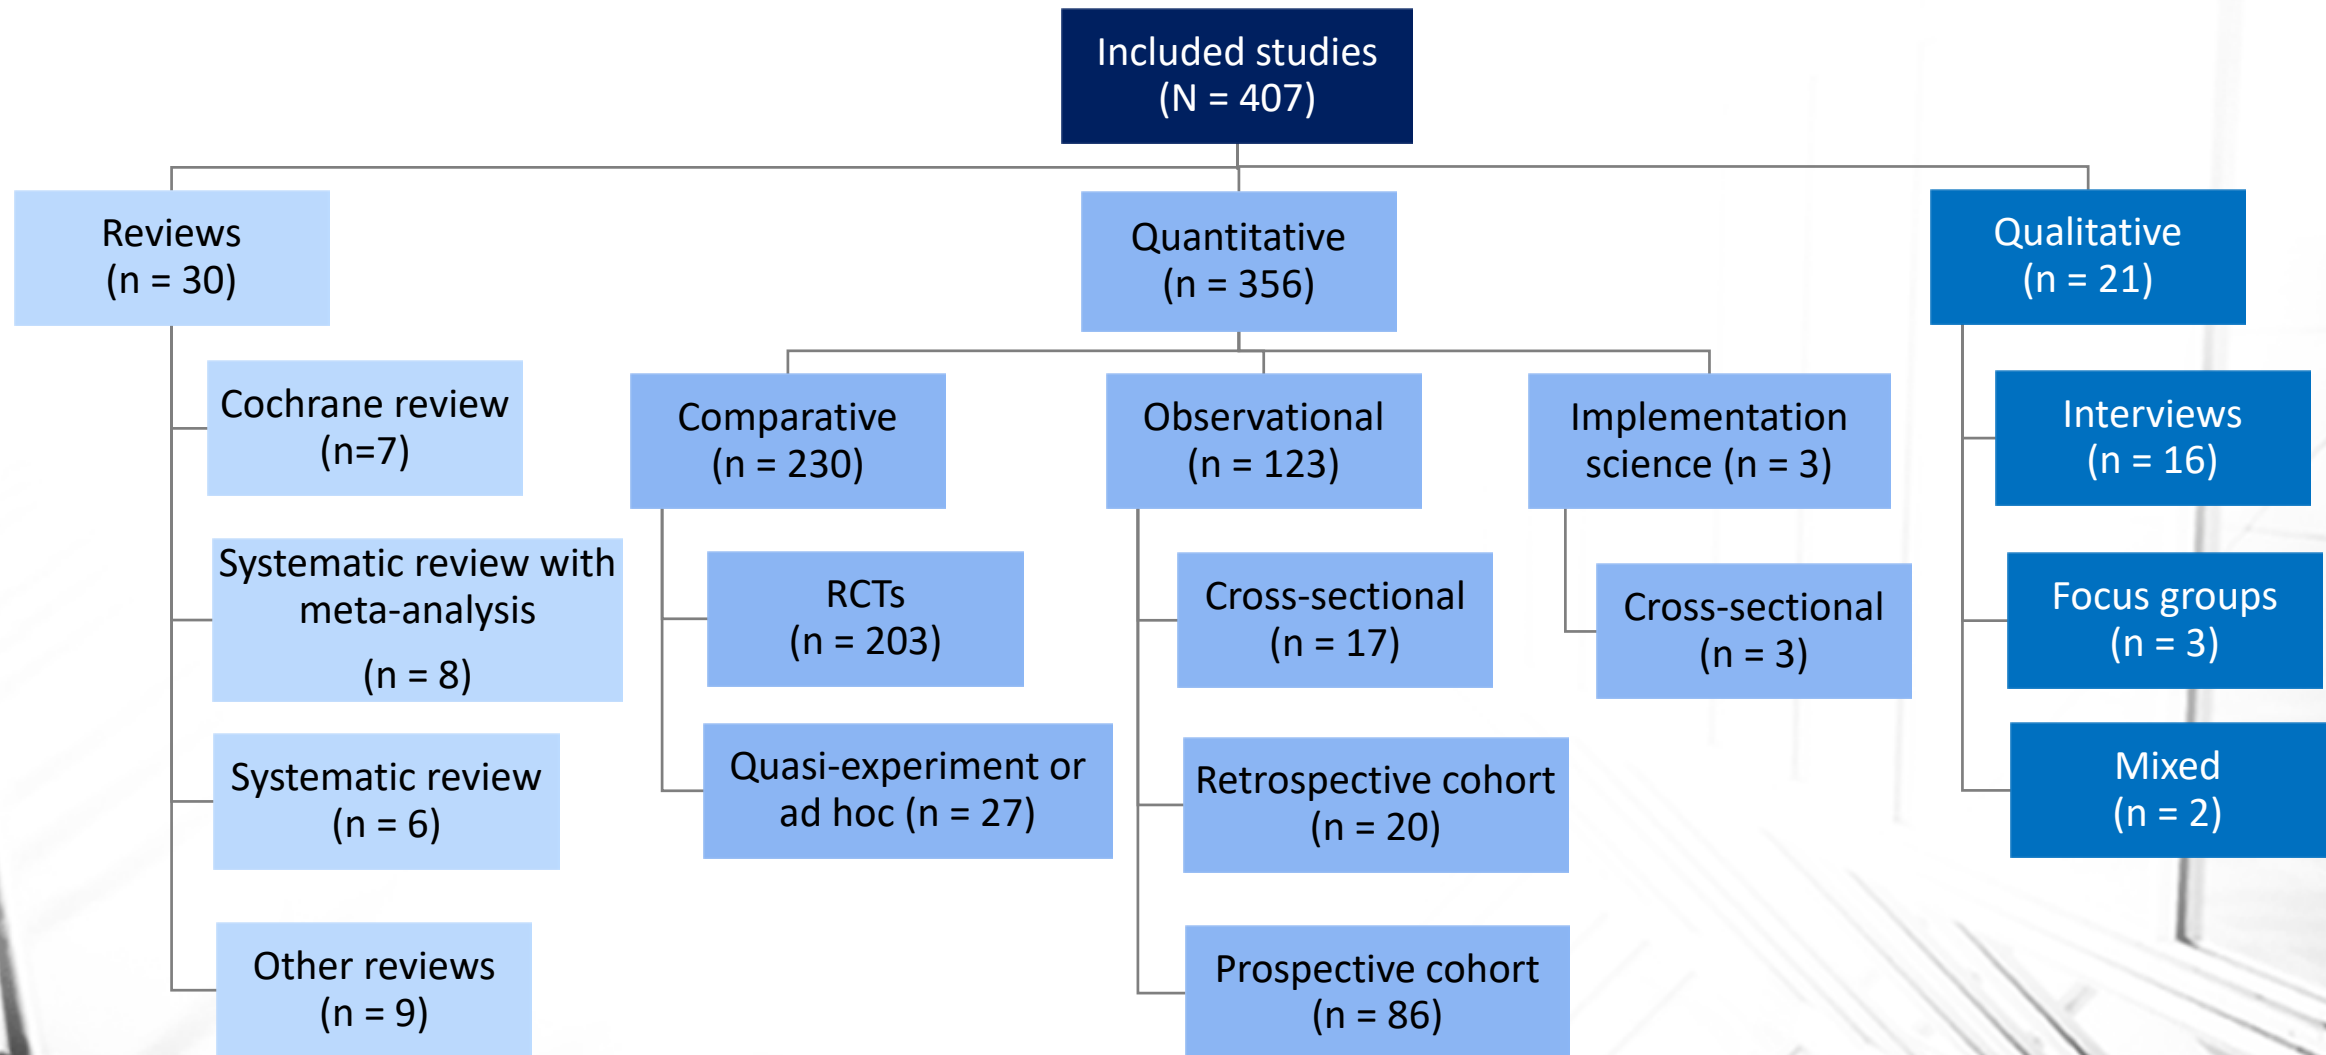 Included studies
(N = 407)
Reviews
(n = 30)
Cochrane review
(n=7)
Systematic review with
meta-analysis
(n = 8)
Systematic review
(n = 6)
Other reviews
(n = 9)
Quantitative
(n = 356)
Comparative
(n = 230)
RCTs
(n = 203)
Quasi-experiment or
ad hoc (n = 27)
Observational
(n = 123)
Cross-sectional
(n = 17)
Retrospective cohort
(n = 20)
Prospective cohort
(n = 86)
Implementation
science (n = 3)
Cross-sectional
(n = 3)
Qualitative
(n = 21)
Interviews
(n = 16)
Focus groups
(n = 3)
Mixed
(n = 2)